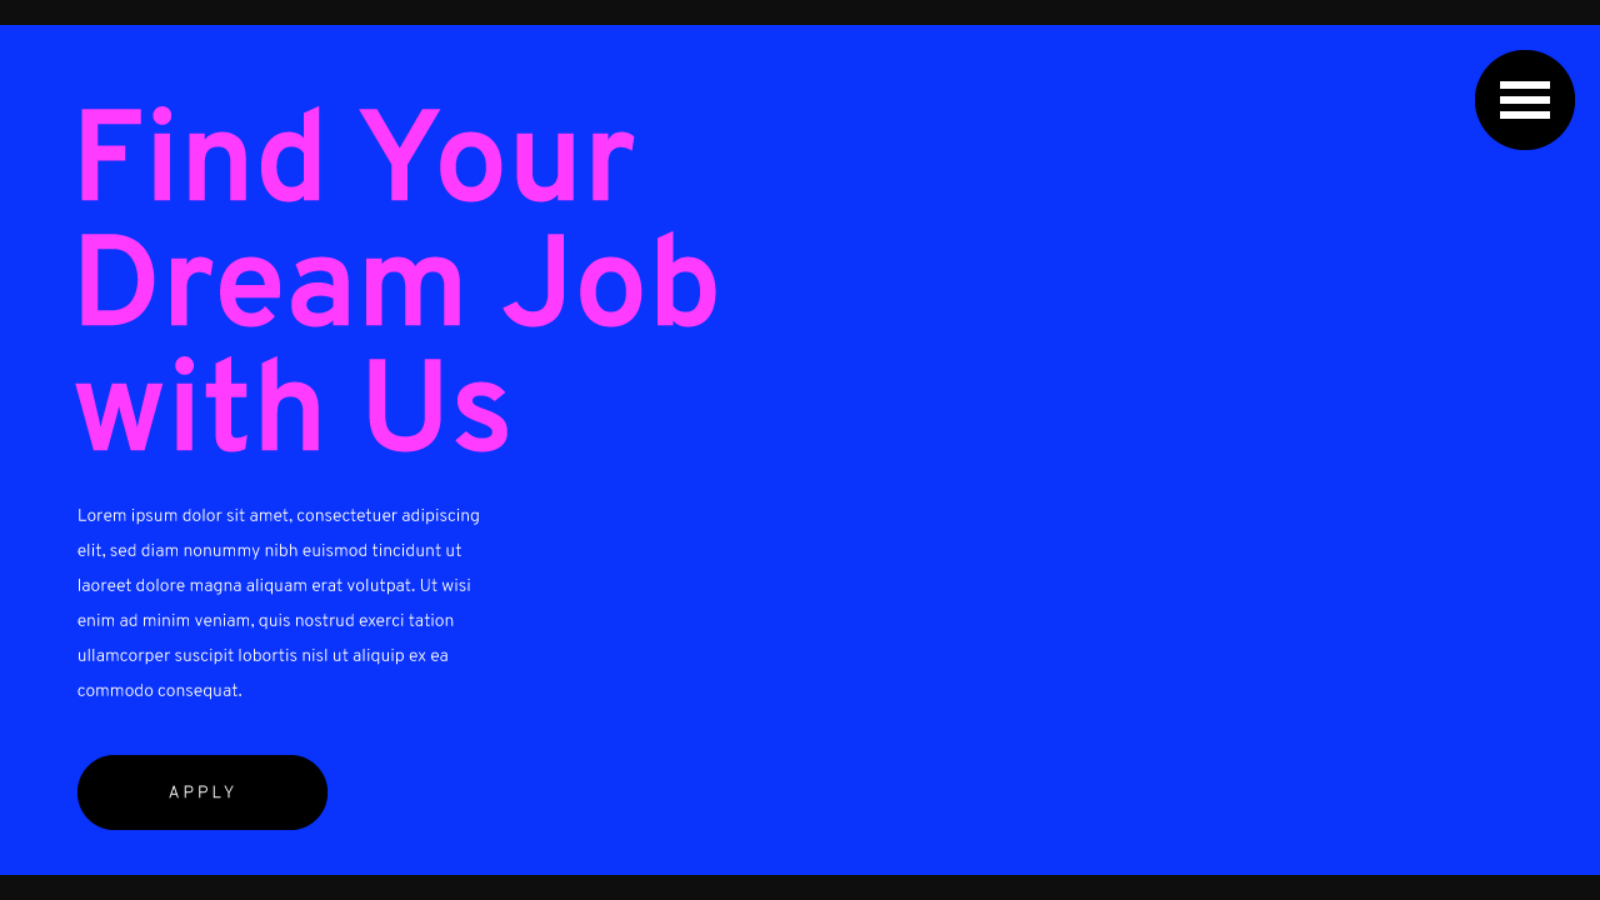 Find Your
Dream Job
with Us
Lorem ipsum dolor sit amet, consectetuer adipiscing
elit, sed diam nonummy nibh euismod tincidunt ut
laoreet dolore magna aliquam erat volutpat. Ut wisi
enim ad minim veniam, quis nostrud exerci tation
ullamcorper suscipit lobortis nisl ut aliquip ex ea
commodo consequat.
APPLY